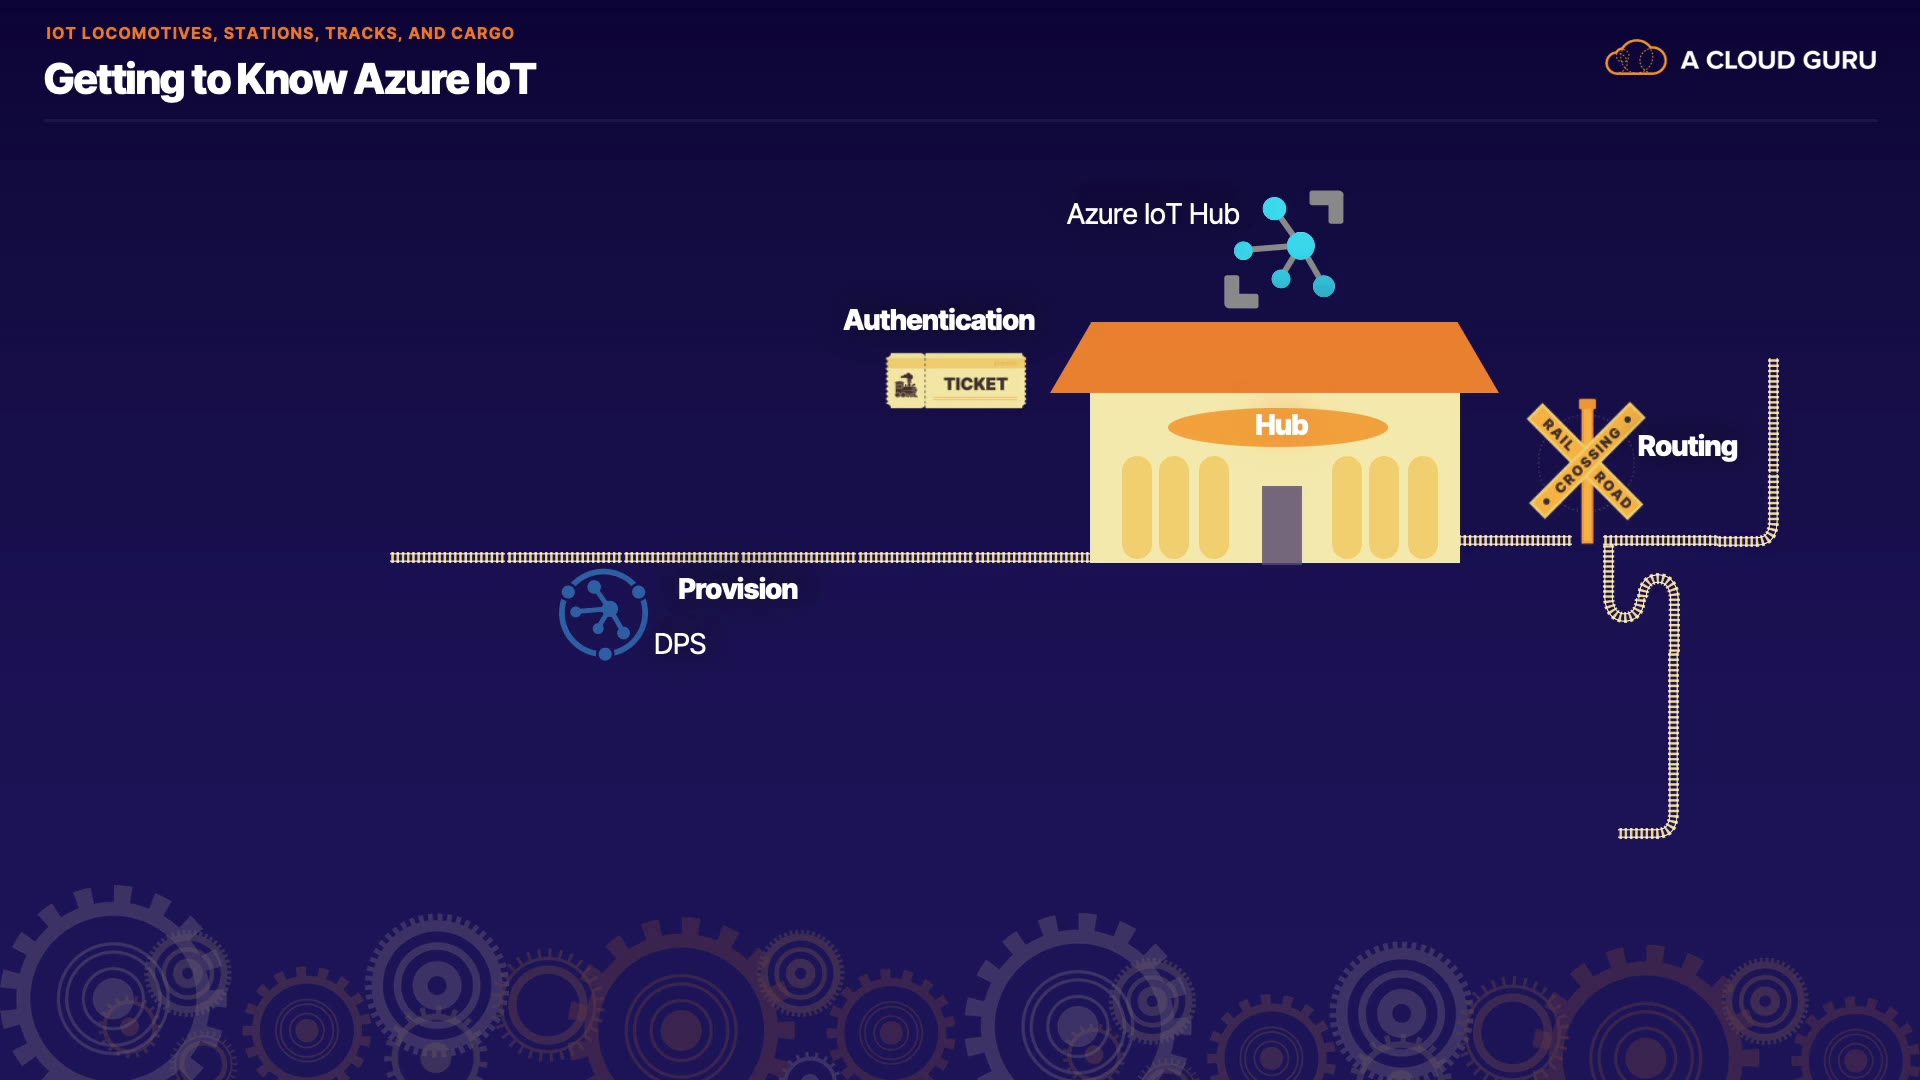 IOT LOCOMOTIVES, STATIONS, TRACKS, AND CARGO
Getting to Know Azure IoT
A CLOUD GURU
Azure IoT Hub
Authentication
TICKET
Hub
RAIL
CROSSING
ROAD
Routing
Provision
DPS